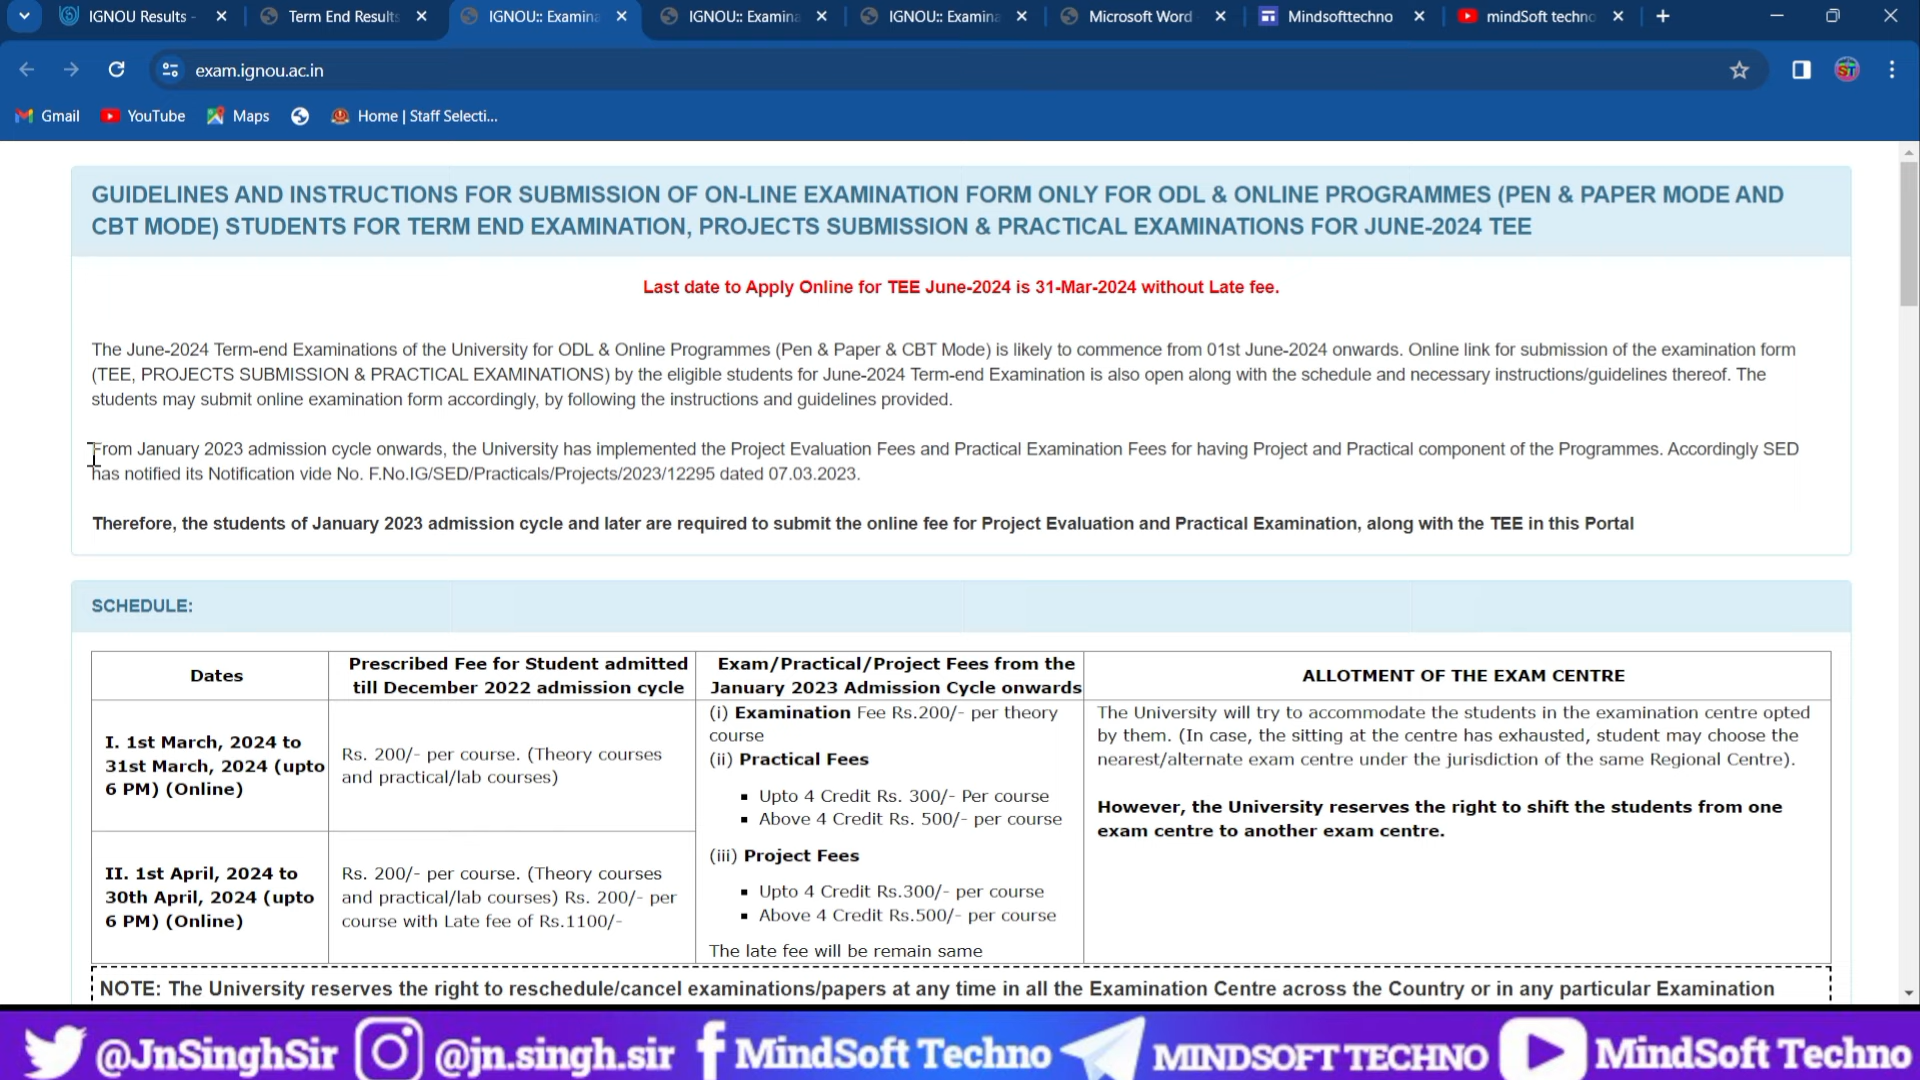 IGNOU Results -
Term End Results
IGNOU:: Examina
IGNOU:: Examina
IGNOU:: Examina
Microsoft Word
Mindsofttechno
mindSoft techno
exam.ignou.ac.in
ST
Gmail
YouTube
Maps
Home | Staff Selecti...
GUIDELINES AND INSTRUCTIONS FOR SUBMISSION OF ON-LINE EXAMINATION FORM ONLY FOR ODL & ONLINE PROGRAMMES (PEN & PAPER MODE AND
CBT MODE) STUDENTS FOR TERM END EXAMINATION, PROJECTS SUBMISSION & PRACTICAL EXAMINATIONS FOR JUNE-2024 TEE
Last date to Apply Online for TEE June-2024 is 31-Mar-2024 without Late fee.
The June-2024 Term-end Examinations of the University for ODL & Online Programmes (Pen & Paper & CBT Mode) is likely to commence from 01st June-2024 onwards. Online link for submission of the examination form
(TEE, PROJECTS SUBMISSION & PRACTICAL EXAMINATIONS) by the eligible students for June-2024 Term-end Examination is also open along with the schedule and necessary instructions/guidelines thereof. The
students may submit online examination form accordingly, by following the instructions and guidelines provided.
From January 2023 admission cycle onwards, the University has implemented the Project Evaluation Fees and Practical Examination Fees for having Project and Practical component of the Programmes. Accordingly SED
has notified its Notification vide No. F.No.IG/SED/Practicals/Projects/2023/12295 dated 07.03.2023.
Therefore, the students of January 2023 admission cycle and later are required to submit the online fee for Project Evaluation and Practical Examination, along with the TEE in this Portal
SCHEDULE:
Dates
Prescribed Fee for Student admitted
till December 2022 admission cycle
Exam/Practical/Project Fees from the
January 2023 Admission Cycle onwards
ALLOTMENT OF THE EXAM CENTRE
I. 1st March, 2024 to
31st March, 2024 (upto
6 PM) (Online)
Rs. 200/- per course. (Theory courses
and practical/lab courses)
(i) Examination Fee Rs.200/- per theory
course
(ii) Practical Fees
▪ Upto 4 Credit Rs. 300/- Per course
▪ Above 4 Credit Rs. 500/- per course
(iii) Project Fees
▪ Upto 4 Credit Rs.300/- per course
▪ Above 4 Credit Rs.500/- per course
The late fee will be remain same
The University will try to accommodate the students in the examination centre opted
by them. (In case, the sitting at the centre has exhausted, student may choose the
nearest/alternate exam centre under the jurisdiction of the same Regional Centre).
However, the University reserves the right to shift the students from one
exam centre to another exam centre.
II. 1st April, 2024 to
30th April, 2024 (upto
6 PM) (Online)
Rs. 200/- per course. (Theory courses
and practical/lab courses) Rs. 200/- per
course with Late fee of Rs.1100/-
NOTE: The University reserves the right to reschedule/cancel examinations/papers at any time in all the Examination Centre across the Country or in any particular Examination
@JnSinghSir
@jn.singh.sir
MindSoft Techno
MINDSOFT TECHNO
MindSoft Techno